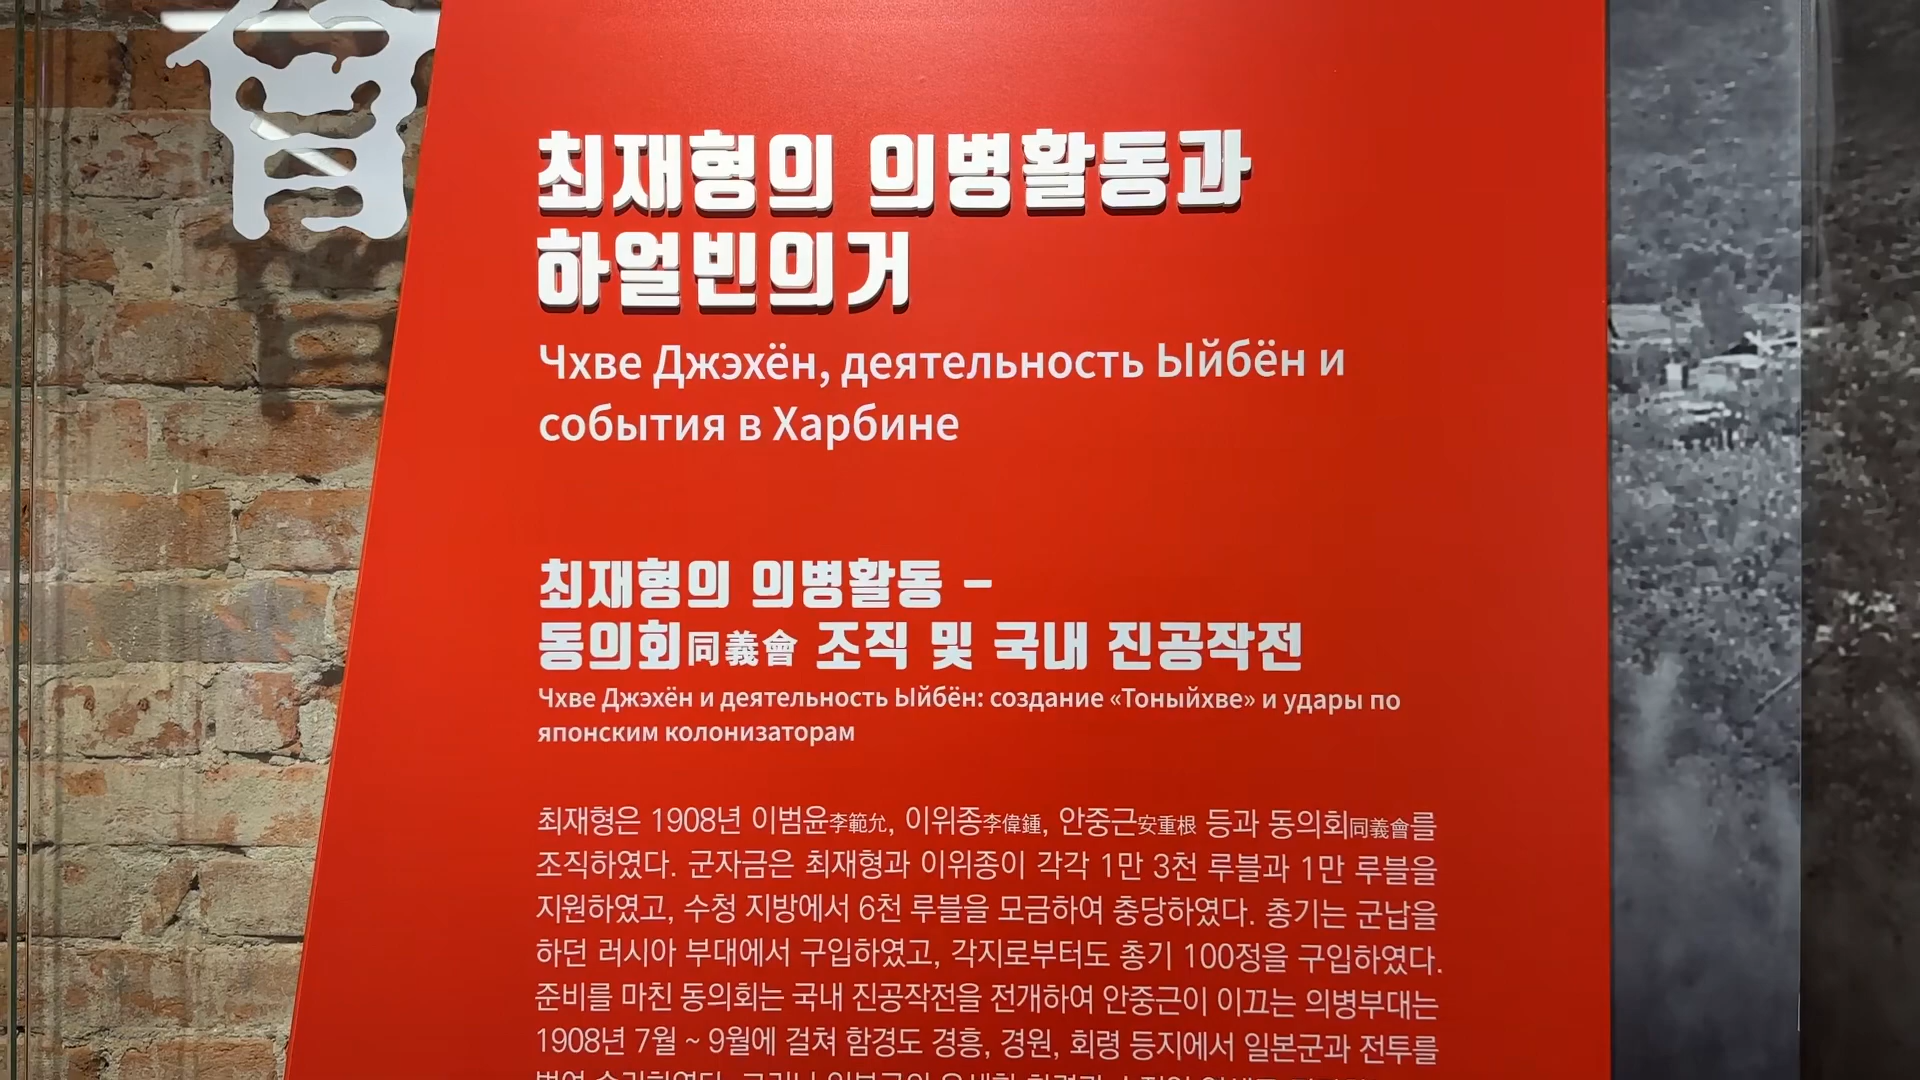 會
최재형의 의병활동과
하얼빈의거
Чхве Джэхён, деятельность Ыйбён и
события в Харбине
최재형의 의병활동 –
동의회同義會 조직 및 국내 진공작전
Чхве Джэхён и деятельность Ыйбён: создание «Тоныйхве» и удары по
японским колонизаторам
최재형은 1908년 이범윤李範允, 이위종李偉鍾, 안중근安重根 등과 동의회同義會를
조직하였다. 군자금은 최재형과 이위종이 각각 1만 3천 루블과 1만 루블을
지원하였고, 수청 지방에서 6천 루블을 모금하여 충당하였다. 총기는 군납을
하던 러시아 부대에서 구입하였고, 각지로부터도 총기 100정을 구입하였다.
준비를 마친 동의회는 국내 진공작전을 전개하여 안중근이 이끄는 의병부대는
1908년 7월 ~ 9월에 걸쳐 함경도 경흥, 경원, 회령 등지에서 일본군과 전투를